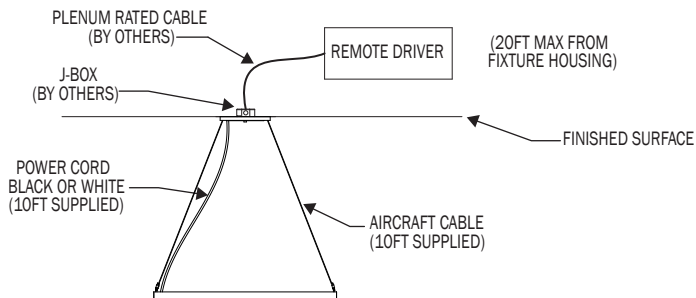 PLENUM RATED CABLE
(BY OTHERS)
REMOTE DRIVER
(20FT MAX FROM
FIXTURE HOUSING)
J-BOX
(BY OTHERS)
FINISHED SURFACE
POWER CORD
BLACK OR WHITE
(10FT SUPPLIED)
AIRCRAFT CABLE
(10FT SUPPLIED)